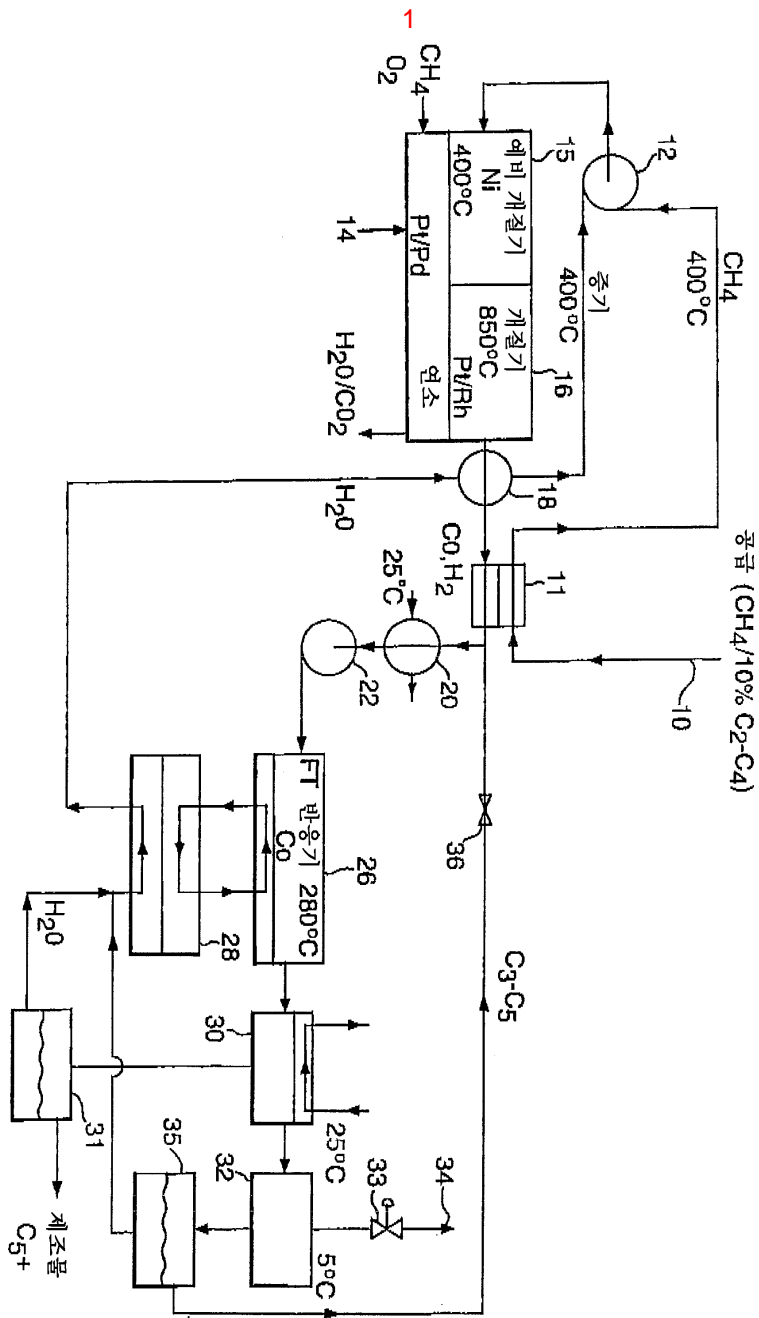 1
공급 (CH4/10% C2-C4)
10
CH4
400°C
증기
400°C
12
15
예비 개질기
Ni
400°C
개질기
850°C
Pt/Rh
16
CH4
O2
Pt/Pd
연소
14
H2O/CO2
18
H2O
CO,H2
11
25°C
20
22
36
C3-C5
FT 반응기
Co
280°C
26
28
H2O
30
25°C
31
제조물
C5+
32
5°C
33
34
35